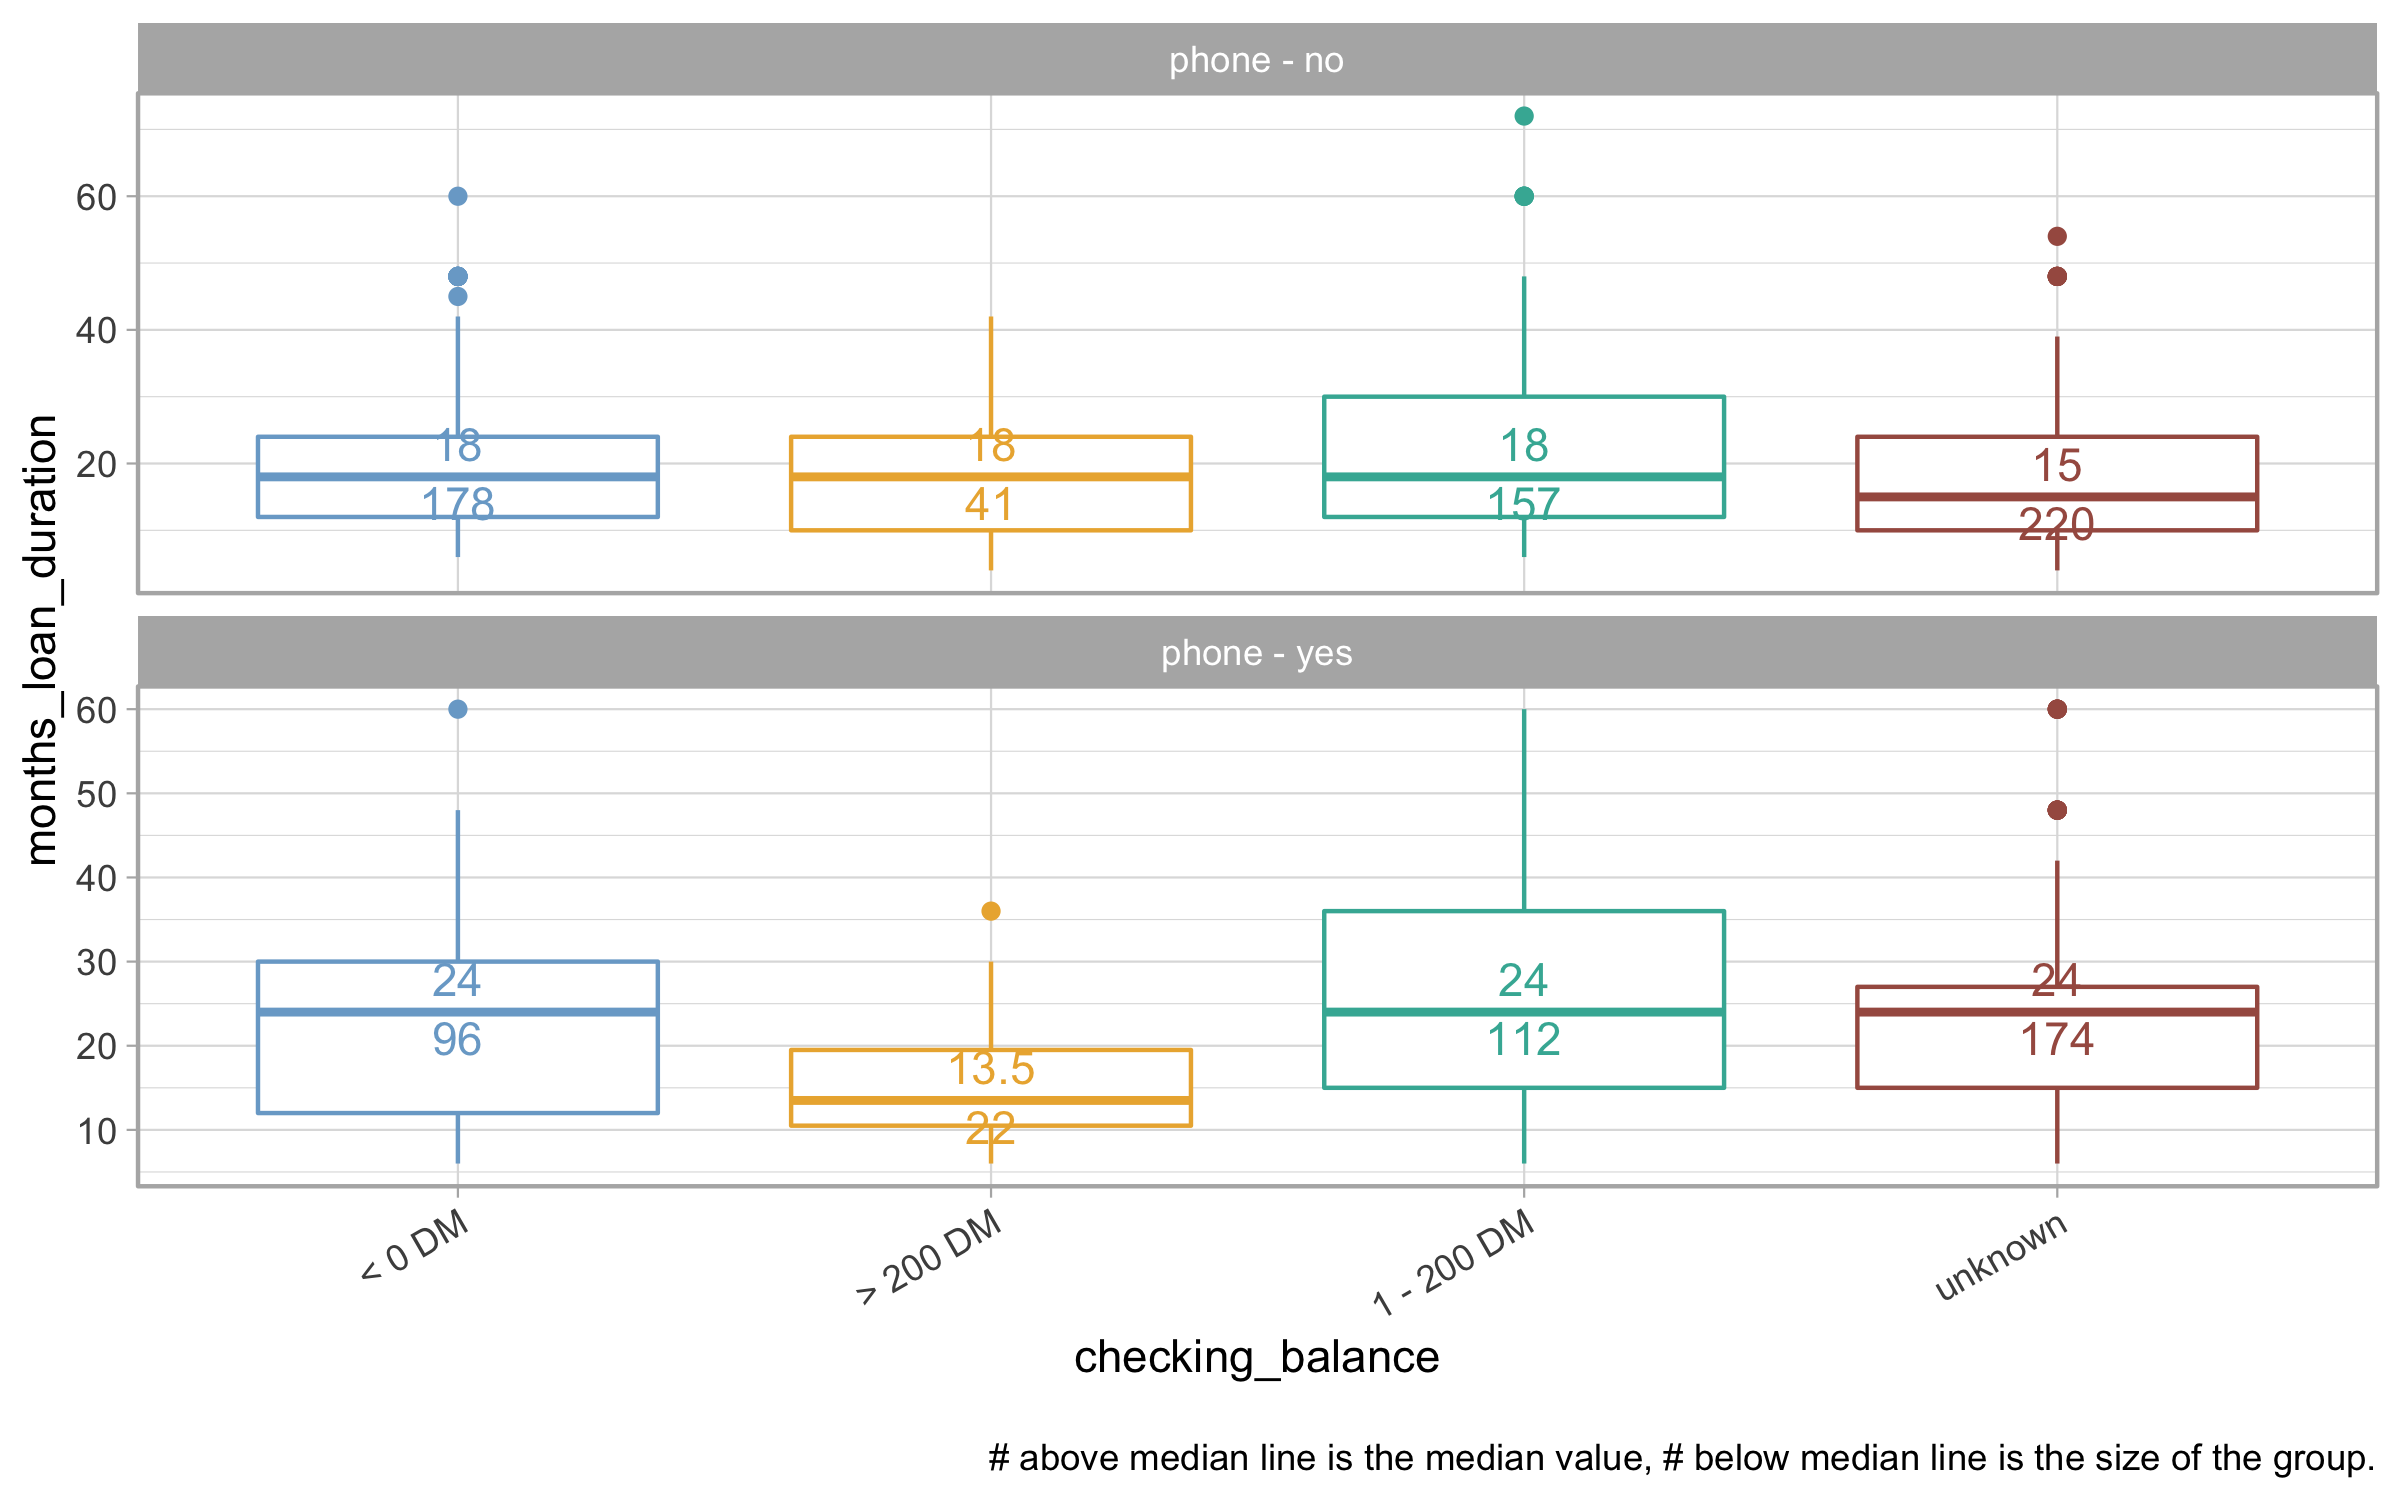 phone - no
months_loan_duration
60
40
20
18
18
18
15
178
41
157
220
phone - yes
60
50
40
30
20
10
24
13.5
24
24
96
22
112
174
< 0 DM
> 200 DM
1 - 200 DM
unknown
checking_balance
# above median line is the median value, # below median line is the size of the group.